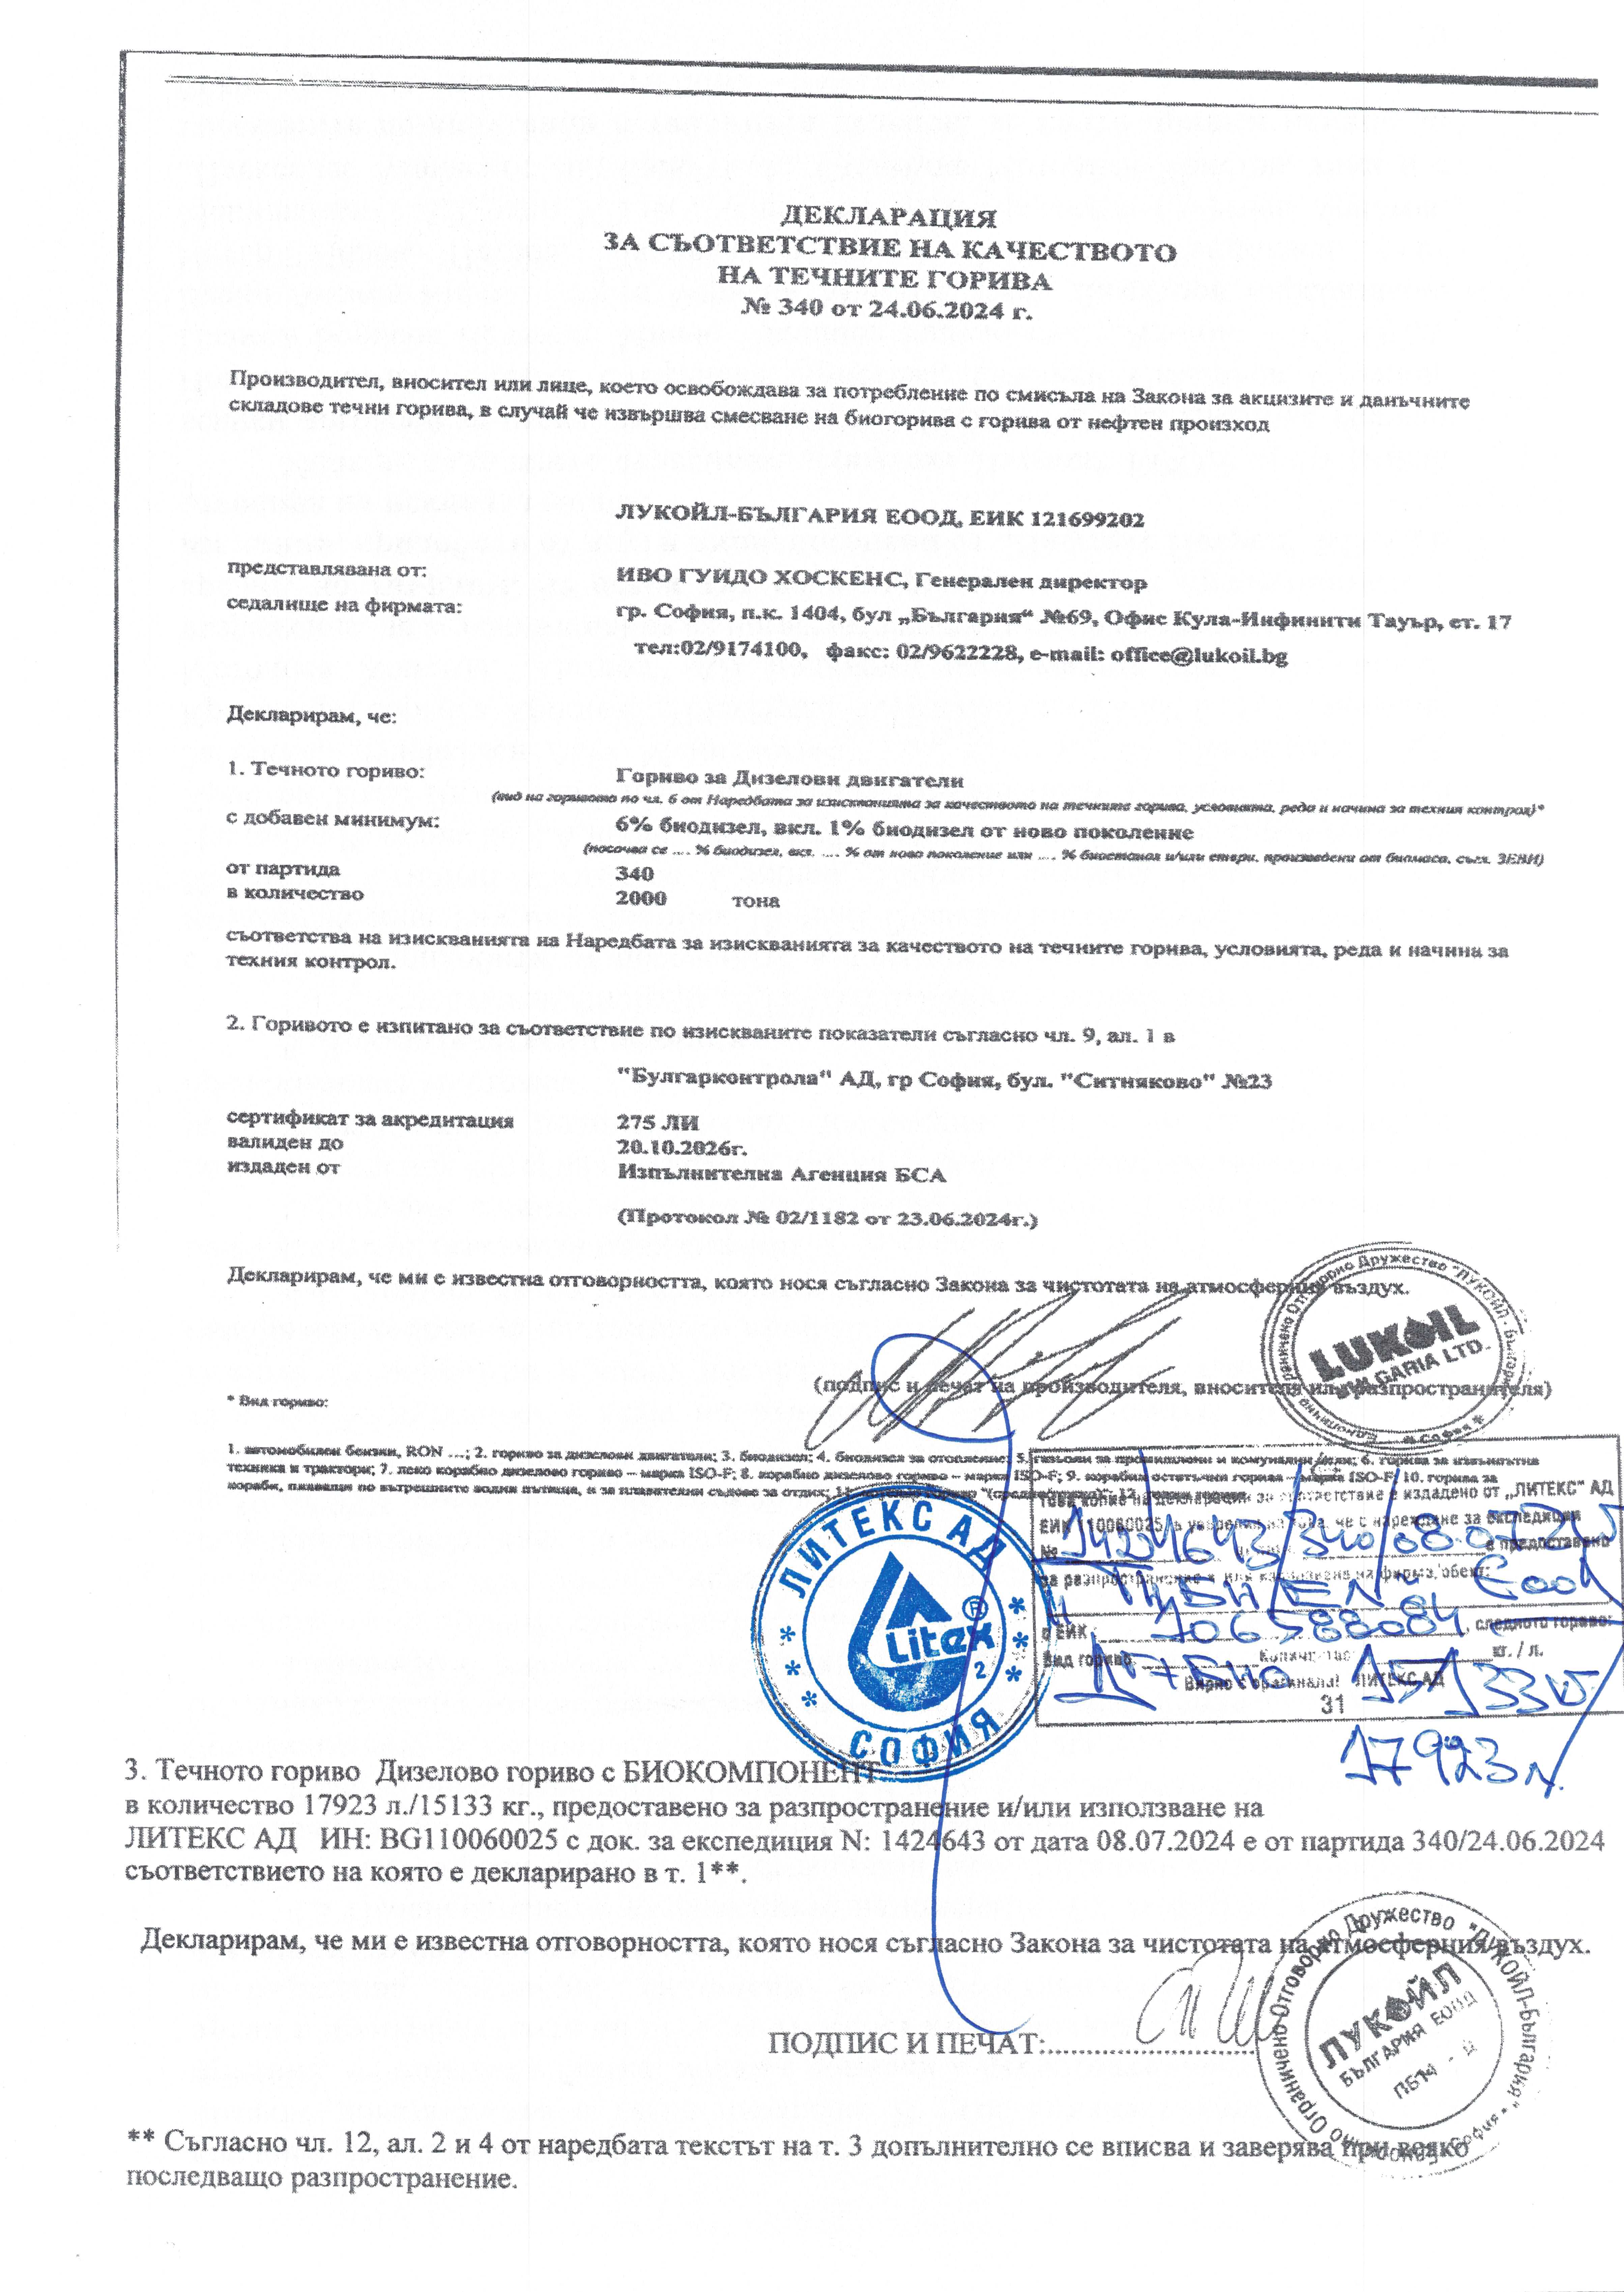 ДЕКЛАРАЦИЯ
ЗА СЪОТВЕТСТВИЕ НА КАЧЕСТВОТО
НА ТЕЧНИТЕ ГОРИВА
№ 340 от 24.06.2024 г.
Производител, вносител или лице, което освобождава за потребление по смисъла на Закона за акцизите и данъчните
складове течни горива, в случай че извършва смесване на биогорива с горива от нефтен произход
ЛУКОЙЛ-БЪЛГАРИЯ ЕООД, ЕИК 121699202
представлявана от: ИВО ГУИДО ХОСКЕНС, Генерален директор
седалище на фирмата: гр. София, п.к. 1404, бул „България“ №69, Офис Кула-Инфинити Тауър, ет. 17
тел:02/9174100, факс: 02/9622228, e-mail: office@lukoil.bg
Декларирам, че:
1. Течното гориво: Гориво за Дизелови двигатели
(вид на горивото по чл. 6 от Наредбата за изискванията за качеството на течните горива, условията, реда и начина за техния контрол)*
с добавен минимум: 6% биодизел, вкл. 1% биодизел от ново поколение
(посочва се .... % биодизел, вкл. .... % от ново поколение или .... % биоетанол и/или етери, произведени от биомаса, съгл. ЗЕВИ)
от партида 340
в количество 2000 тона
съответства на изискванията на Наредбата за изискванията за качеството на течните горива, условията, реда и начина за
техния контрол.
2. Горивото е изпитано за съответствие по изискваните показатели съгласно чл. 9, ал. 1 в
"Булгарконтрола" АД, гр София, бул. "Ситняково" №23
сертификат за акредитация 275 ЛИ
валиден до 20.10.2026г.
издаден от Изпълнителна Агенция БСА
(Протокол № 02/1182 от 23.06.2024г.)
Декларирам, че ми е известна отговорността, която нося съгласно Закона за чистотата на атмосферния въздух.
LUKOIL
BULGARIA LTD.
(подпис и печат на производителя, вносителя или разпространителя)
* Вид гориво:
1. автомобилен бензин, RON ...; 2. гориво за дизелови двигатели; 3. биодизел; 4. биодизел за отопление; 5. газьоли за промишлени и комунални цели; 6. горива за извънпътна
техника и трактори; 7. леко корабно дизелово гориво – марка ISO-F; 8. корабно дизелово гориво – марка ISO-F; 9. корабни остатъчни горива – марка ISO-F; 10. горива за
кораби, плаващи по вътрешните водни пътища, и за плавателни съдове за отдих; 11.
Това копие на декларация за съответствие е издадено от „ЛИТЕКС" АД
ЕИК 110060025 че с нареждане за експедиция
№ 1424643/340/08.07.24 е предоставено
за разпространение и или използване на фирма/обект:
с ЕИК 106588084, следното гориво:
Вид гориво Количество 15133 кг. / л.
Вярно с оригинала! ЛИТЕКС АД
31
17923 л.
ЛИТЕКС АД
Litex ®
2
СОФИЯ
3. Течното гориво Дизелово гориво с БИОКОМПОНЕНТ
в количество 17923 л./15133 кг., предоставено за разпространение и/или използване на
ЛИТЕКС АД ИН: BG110060025 с док. за експедиция N: 1424643 от дата 08.07.2024 е от партида 340/24.06.2024
съответствието на която е декларирано в т. 1**.
Декларирам, че ми е известна отговорността, която нося съгласно Закона за чистотата на атмосферния въздух.
ПОДПИС И ПЕЧАТ:..........................
Еднолично Ограничено Отговорно Дружество "ЛУКОЙЛ-България" * София *
ЛУКОЙЛ
БЪЛГАРИЯ ЕООД
** Съгласно чл. 12, ал. 2 и 4 от наредбата текстът на т. 3 допълнително се вписва и заверява при всяко
последващо разпространение.